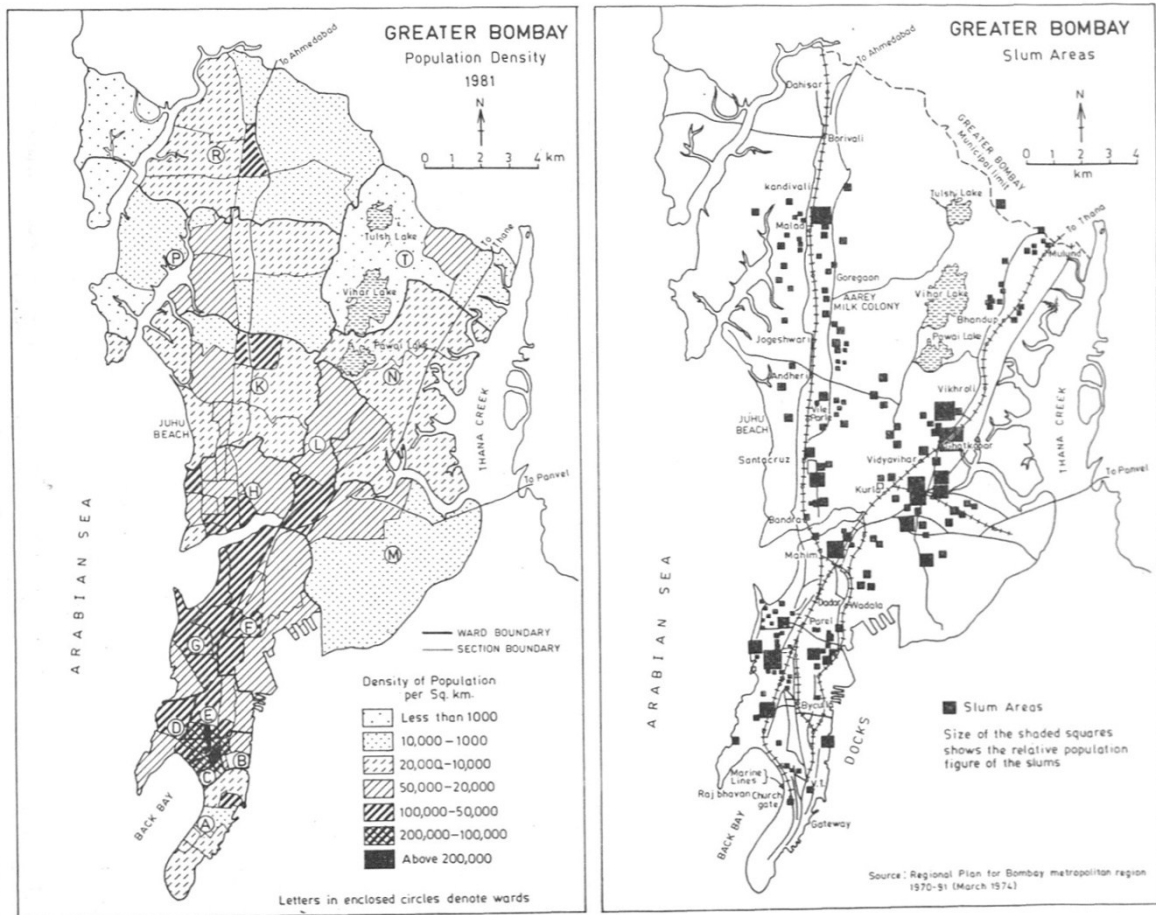 GREATER BOMBAY
Population Density
1981
N
0 1 2 3 4 km
To Ahmedabad
R
Tulsh Lake
To Thane
P
T
Vihar Lake
Powai Lake
K
N
JUHU
BEACH
L
THANA CREEK
H
To Panvel
M
ARABIAN SEA
F
G
WARD BOUNDARY
SECTION BOUNDARY
Density of Population
per Sq. km.
Less than 1000
10,000-1000
20,000-10,000
50,000-20,000
100,000-50,000
200,000-100,000
Above 200,000
E
D
B
C
BACK BAY
A
Letters in enclosed circles denote wards
GREATER BOMBAY
Slum Areas
N
0 1 2 3 4
km
To Ahmedabad
Dahisar
Borivali
GREATER BOMBAY
Municipal limit
kandivali
Tulsh Lake
Malad
To Thana
Mulund
Goregaon
AAREY
MILK COLONY
Vihar Lake
Bhandup
Jogeshwari
Powai Lake
Andheri
Vikhroli
JUHU
BEACH
Vile
Parle
Ghatkopar
THANA CREEK
Santacruz
Vidyavihar
To Panvel
Kurla
Bandra
Mahim
ARABIAN SEA
Dadar
Wadala
Parel
Byculla
DOCKS
Slum Areas
Size of the shaded squares
shows the relative population
figure of the slums
Marine
Lines
V.T.
Rajbhavan
Church
gate
BACK BAY
Gateway
Source: Regional Plan for Bombay metropolitan region
1970-91 (March 1974)